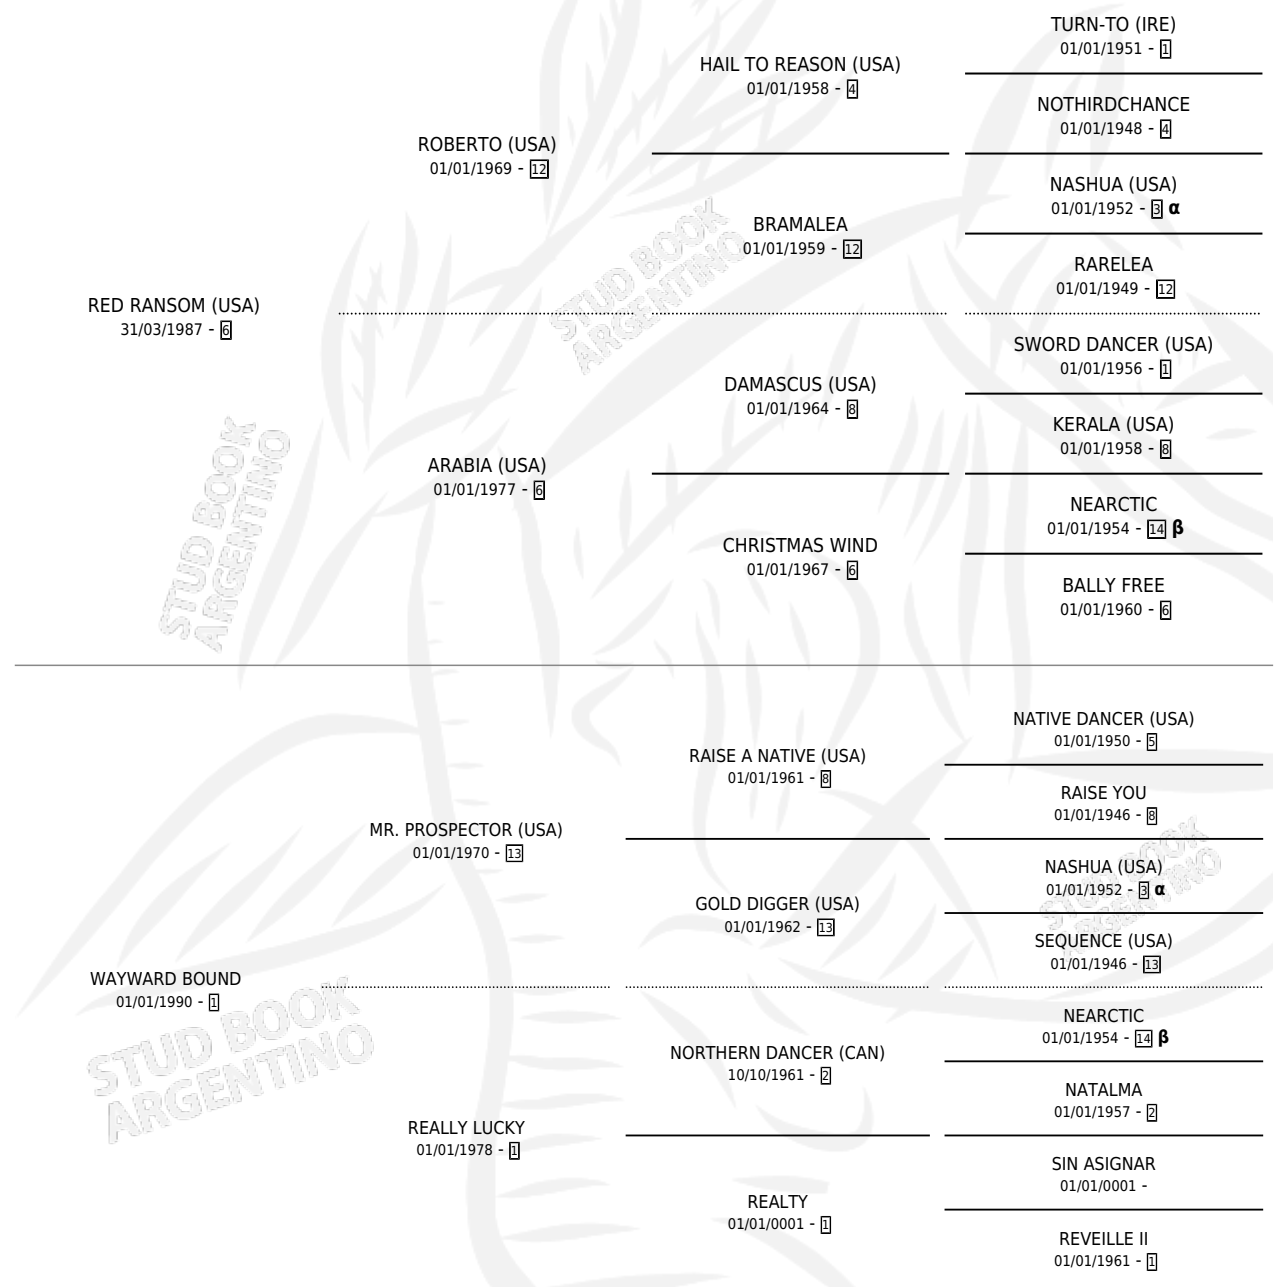 TURN-TO (IRE)
01/01/1951 - 1
HAIL TO REASON (USA)
01/01/1958 - 4
NOTHIRDCHANCE
01/01/1948 - 4
ROBERTO (USA)
01/01/1969 - 12
NASHUA (USA)
01/01/1952 - 3 α
BRAMALEA
01/01/1959 - 12
RARELEA
01/01/1949 - 12
RED RANSOM (USA)
31/03/1987 - 6
SWORD DANCER (USA)
01/01/1956 - 1
DAMASCUS (USA)
01/01/1964 - 8
KERALA (USA)
01/01/1958 - 8
ARABIA (USA)
01/01/1977 - 6
NEARCTIC
01/01/1954 - 14 β
CHRISTMAS WIND
01/01/1967 - 6
BALLY FREE
01/01/1960 - 6
NATIVE DANCER (USA)
01/01/1950 - 5
RAISE A NATIVE (USA)
01/01/1961 - 8
RAISE YOU
01/01/1946 - 8
MR. PROSPECTOR (USA)
01/01/1970 - 13
NASHUA (USA)
01/01/1952 - 3 α
GOLD DIGGER (USA)
01/01/1962 - 13
SEQUENCE (USA)
01/01/1946 - 13
WAYWARD BOUND
01/01/1990 - 1
NEARCTIC
01/01/1954 - 14 β
NORTHERN DANCER (CAN)
10/10/1961 - 2
NATALMA
01/01/1957 - 2
REALLY LUCKY
01/01/1978 - 1
SIN ASIGNAR
01/01/0001 -
REALTY
01/01/0001 - 1
REVEILLE II
01/01/1961 - 1
STUD BOOK
ARGENTINO
STUD BOOK
ARGENTINO
STUD BOOK
ARGENTINO
STUD BOOK
ARGENTINO